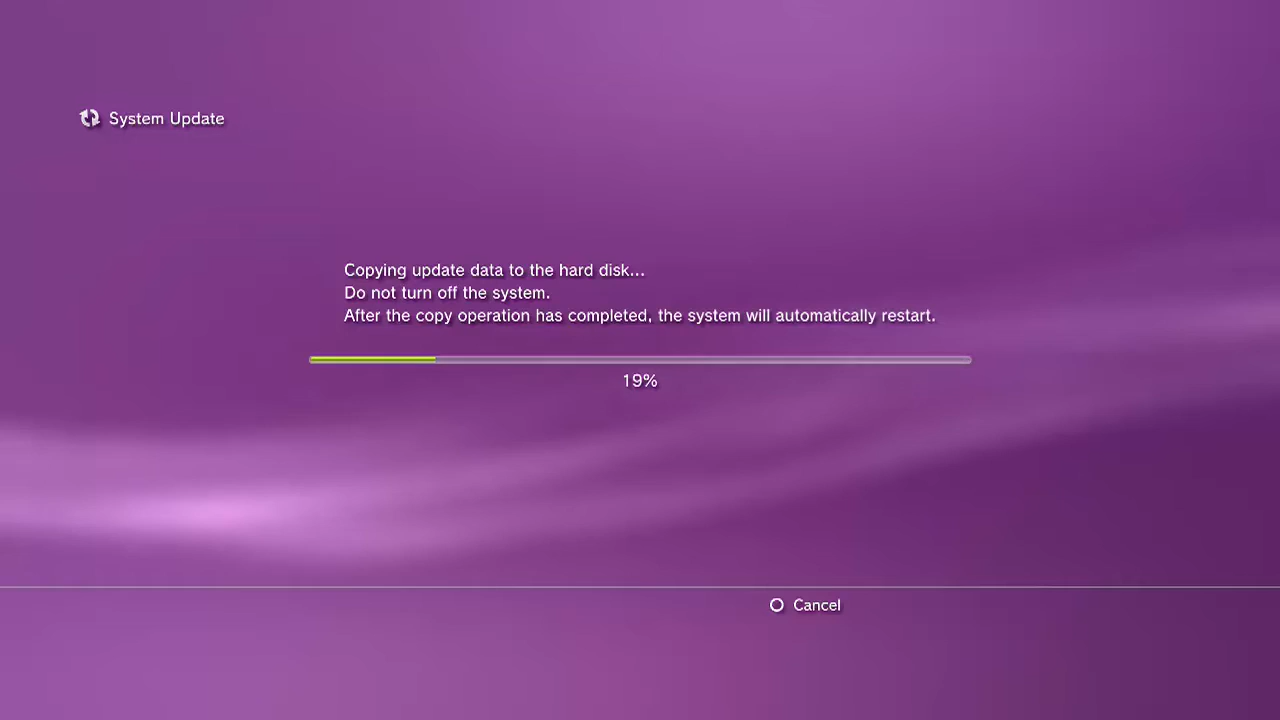 System Update
Copying update data to the hard disk...
Do not turn off the system.
After the copy operation has completed, the system will automatically restart.
19%
Cancel